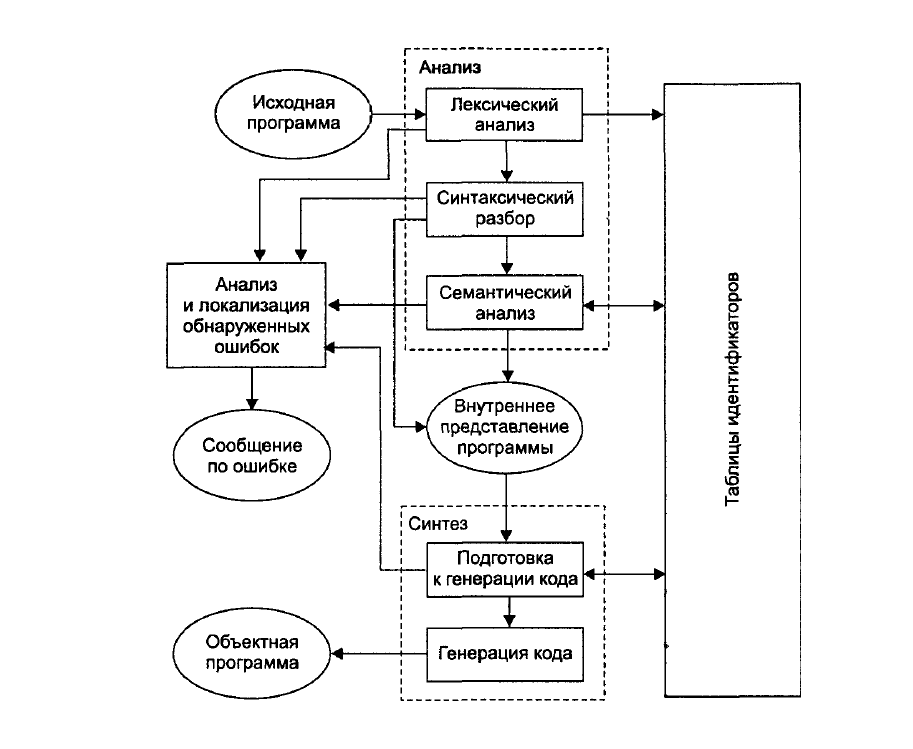 Анализ
Исходная
программа
Лексический
анализ
Синтаксический
разбор
Семантический
анализ
Анализ
и локализация
обнаруженных
ошибок
Сообщение
по ошибке
Внутреннее
представление
программы
Синтез
Подготовка
к генерации кода
Генерация кода
Объектная
программа
Таблицы идентификаторов